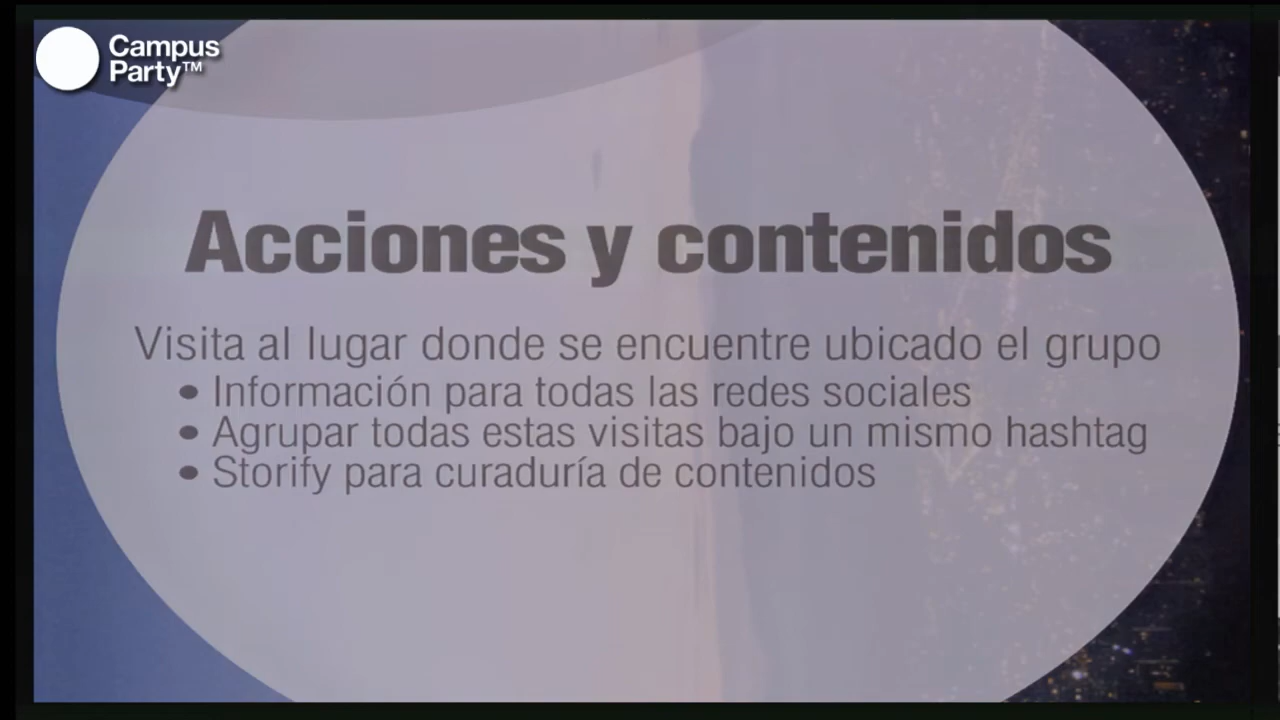 Campus
Party™
Acciones y contenidos
Visita al lugar donde se encuentre ubicado el grupo
• Información para todas las redes sociales
• Agrupar todas estas visitas bajo un mismo hashtag
• Storify para curaduría de contenidos